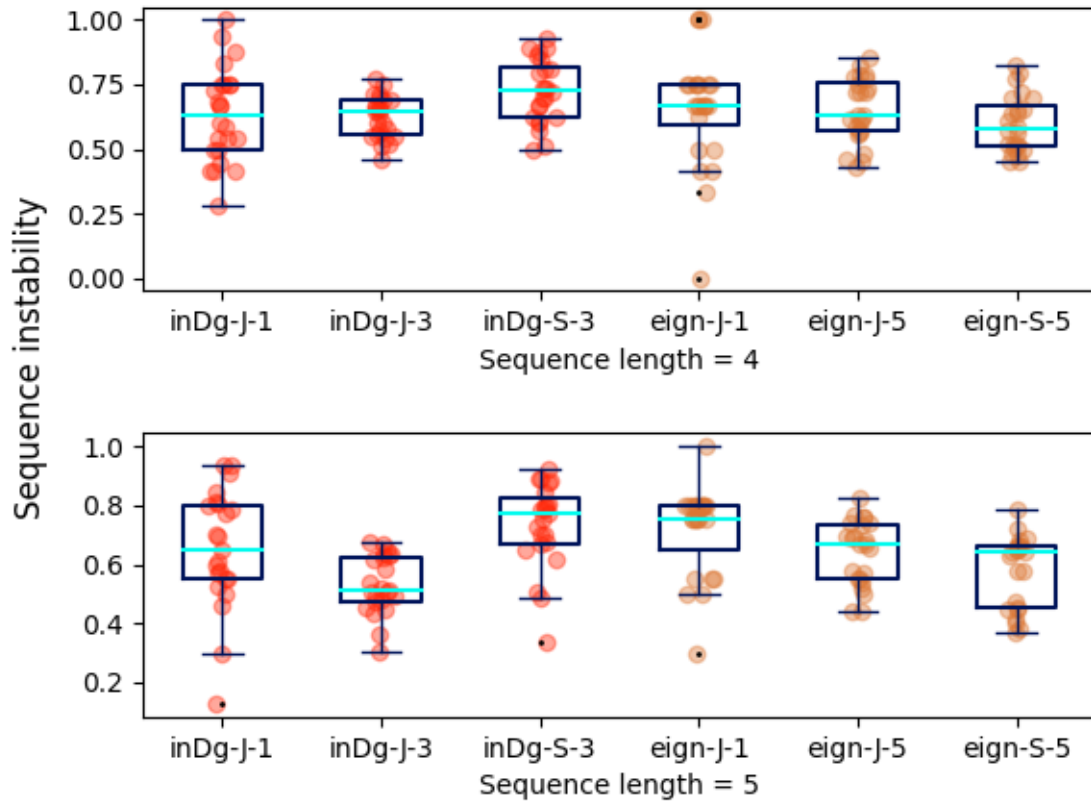 Sequence instability
1.00
0.75
0.50
0.25
0.00
inDg-J-1 inDg-J-3 inDg-S-3 eign-J-1 eign-J-5 eign-S-5
Sequence length = 4
1.0
0.8
0.6
0.4
0.2
inDg-J-1 inDg-J-3 inDg-S-3 eign-J-1 eign-J-5 eign-S-5
Sequence length = 5